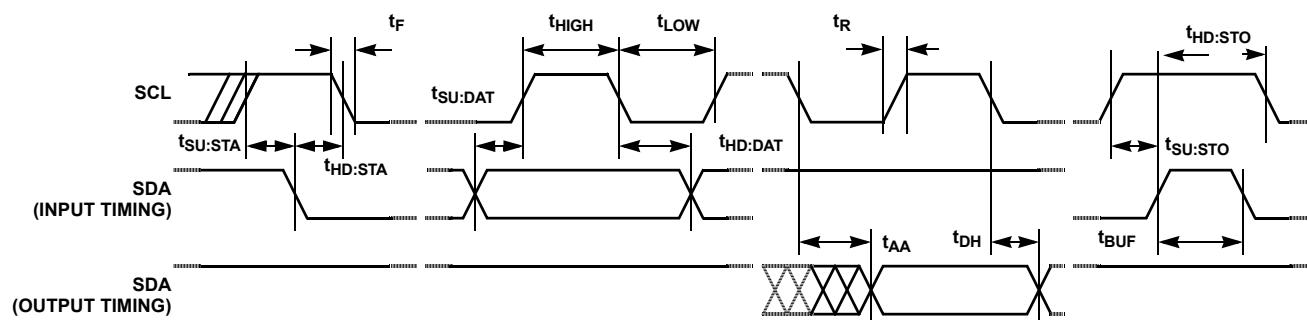 tF
tHIGH
tLOW
tR
tHD:STO
SCL
tSU:DAT
tSU:STA
tHD:STA
tHD:DAT
tSU:STO
SDA
(INPUT TIMING)
tAA
tDH
tBUF
SDA
(OUTPUT TIMING)